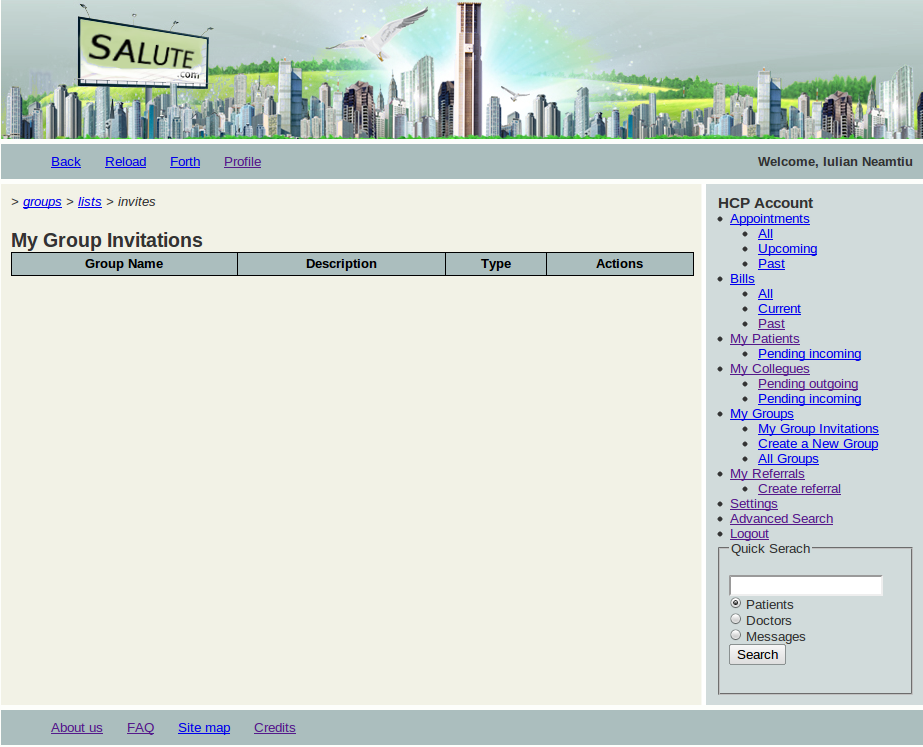 SALUTE
.com
Back Reload Forth Profile Welcome, Iulian Neamtiu
> groups > lists > invites
My Group Invitations
Group Name Description Type Actions
HCP Account
Appointments
All
Upcoming
Past
Bills
All
Current
Past
My Patients
Pending incoming
My Collegues
Pending outgoing
Pending incoming
My Groups
My Group Invitations
Create a New Group
All Groups
My Referrals
Create referral
Settings
Advanced Search
Logout
Quick Serach
Patients
Doctors
Messages
Search
About us FAQ Site map Credits